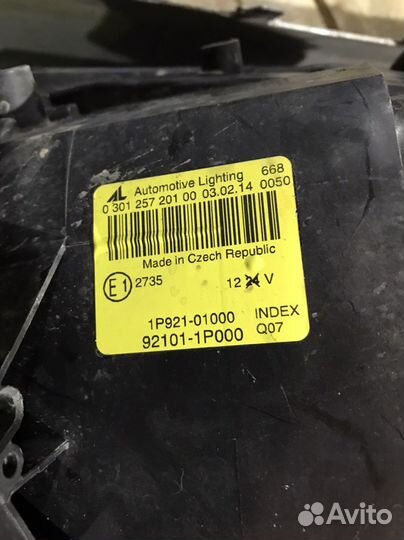 AL Automotive Lighting 668
0 301 257 201 00 03.02.14 0050
Made in Czech Republic
E1 2735 12 24 V
1P921-01000 INDEX
92101-1P000 Q07
Avito